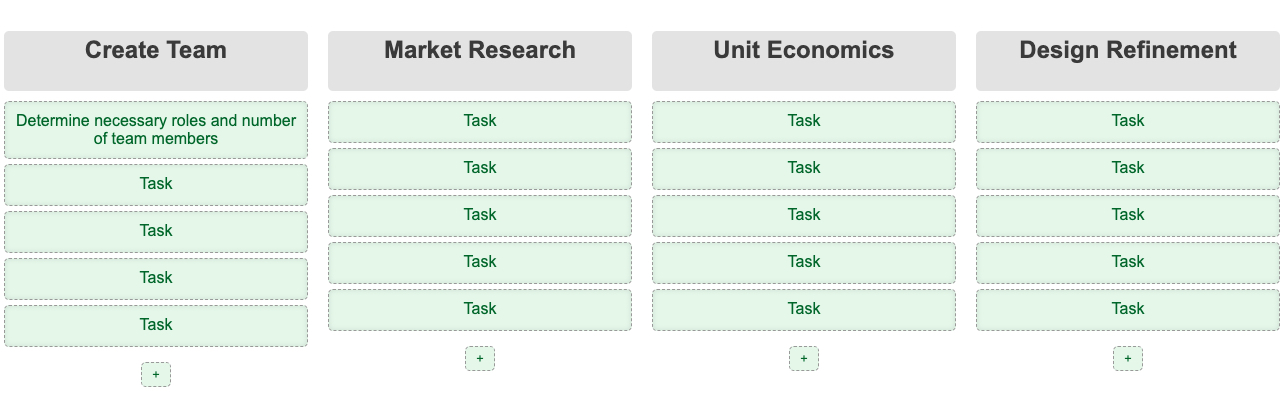 Create Team
Determine necessary roles and number
of team members
Task
Task
Task
Task
+
Market Research
Task
Task
Task
Task
Task
+
Unit Economics
Task
Task
Task
Task
Task
+
Design Refinement
Task
Task
Task
Task
Task
+